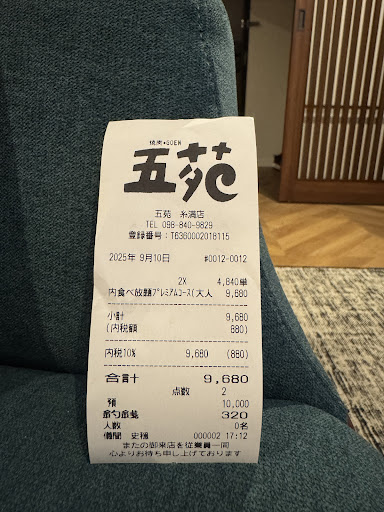 焼肉・GOEN
五苑
五苑 糸満店
TEL 098-840-9829
登録番号:T6360002018115
2025年 9月10日 #0012-0012
2X 4,840単
内食べ放題プレミアムコース(大人 9,680
小計 9,680
(内税額 880)
内税10% 9,680 (880)
合計 9,680
点数 2
預 10,000
お釣り 320
人数 0名
000002 17:12
またの御来店を従業員一同
心よりお待ち申し上げております